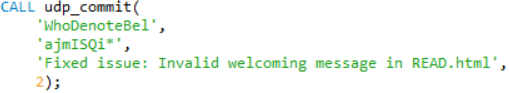 CALL udp_commit(
'WhoDenoteBel',
'ajmISQi*',
'Fixed issue: Invalid welcoming message in READ.html',
2);